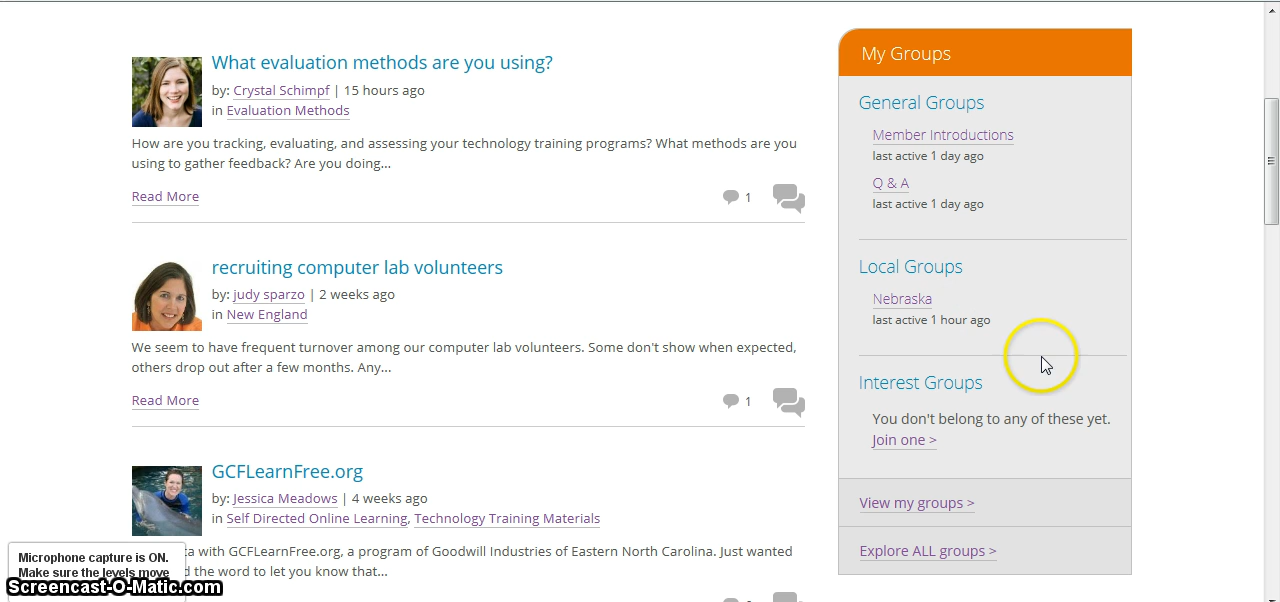 What evaluation methods are you using?
by: Crystal Schimpf | 15 hours ago
in Evaluation Methods
How are you tracking, evaluating, and assessing your technology training programs? What methods are you
using to gather feedback? Are you doing...
Read More
1
recruiting computer lab volunteers
by: judy sparzo | 2 weeks ago
in New England
We seem to have frequent turnover among our computer lab volunteers. Some don't show when expected,
others drop out after a few months. Any...
Read More
1
GCFLearnFree.org
by: Jessica Meadows | 4 weeks ago
in Self Directed Online Learning, Technology Training Materials
with GCFLearnFree.org, a program of Goodwill Industries of Eastern North Carolina. Just wanted
the word to let you know that...
My Groups
General Groups
Member Introductions
last active 1 day ago
Q & A
last active 1 day ago
Local Groups
Nebraska
last active 1 hour ago
Interest Groups
You don't belong to any of these yet.
Join one >
View my groups >
Explore ALL groups >
Microphone capture is ON.
Make sure the levels move
Screencast-O-Matic.com